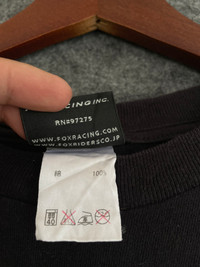 RACING INC.
RN#97275
WWW.FOXRACING.COM
WWW.FOXRIDERSCO.JP
綿 100%
40